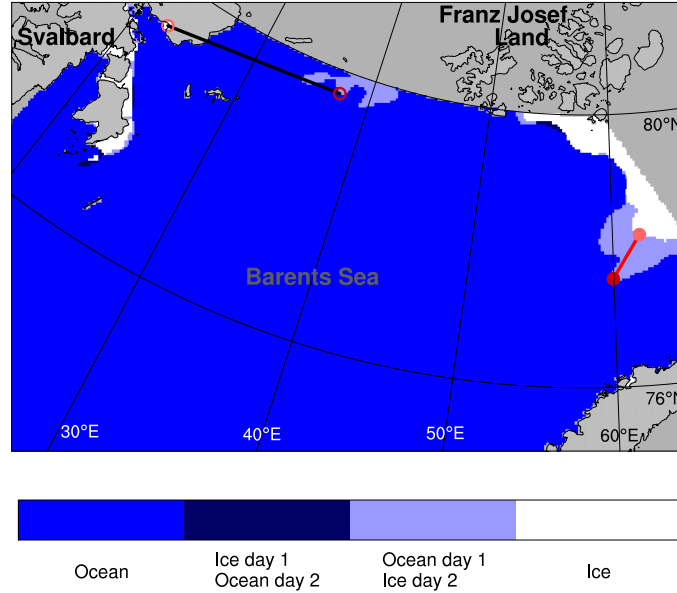 Franz Josef
Svalbard
Land
80°N
Barents Sea
76°N
30°E
40°E
50°E
60°E
Ocean
Ice day 1
Ocean day 2
Ocean day 1
Ice day 2
Ice